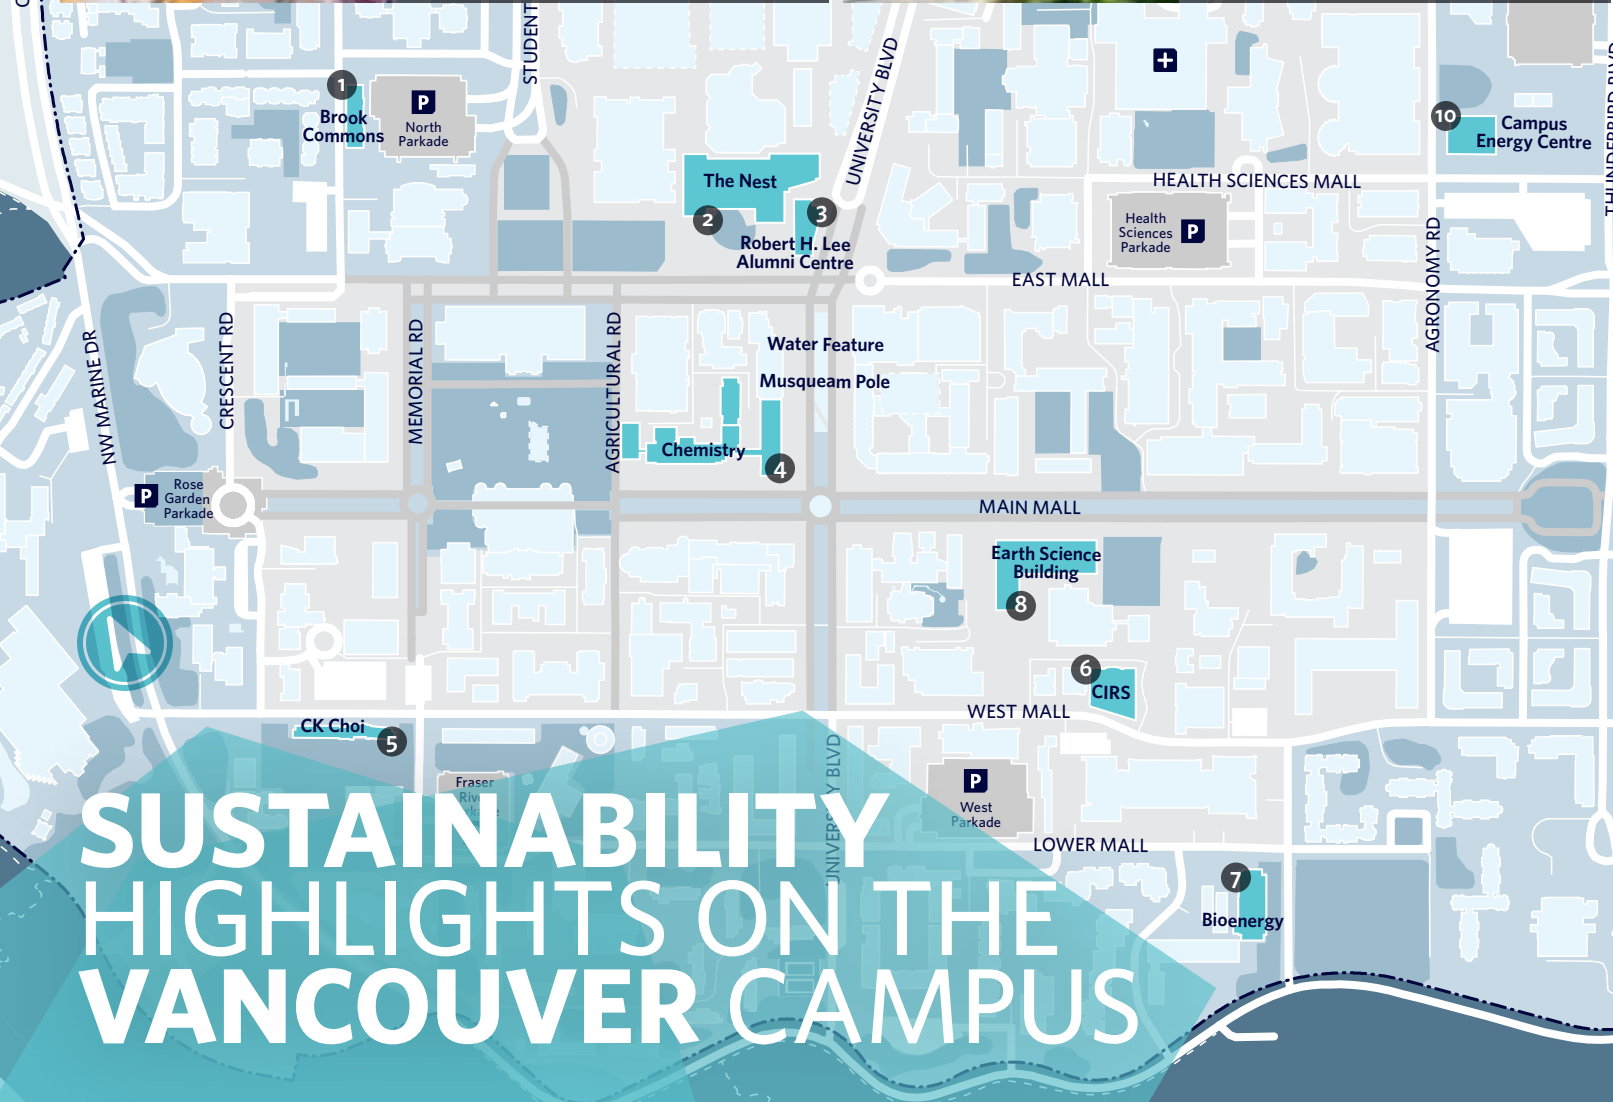 STUDENT
UNIVERSITY BLVD
1
Brook
Commons
P
North
Parkade
10
Campus
Energy Centre
The Nest
2
3
Robert H. Lee
Alumni Centre
HEALTH SCIENCES MALL
Health
Sciences
Parkade
P
EAST MALL
AGRONOMY RD
NW MARINE DR
CRESCENT RD
MEMORIAL RD
AGRICULTURAL RD
Water Feature
Musqueam Pole
Chemistry
4
P
Rose
Garden
Parkade
MAIN MALL
Earth Science
Building
8
6
CIRS
WEST MALL
CK Choi
5
UNIVERSITY BLVD
P
West
Parkade
Fraser
LOWER MALL
7
Bioenergy
SUSTAINABILITY
HIGHLIGHTS ON THE
VANCOUVER CAMPUS